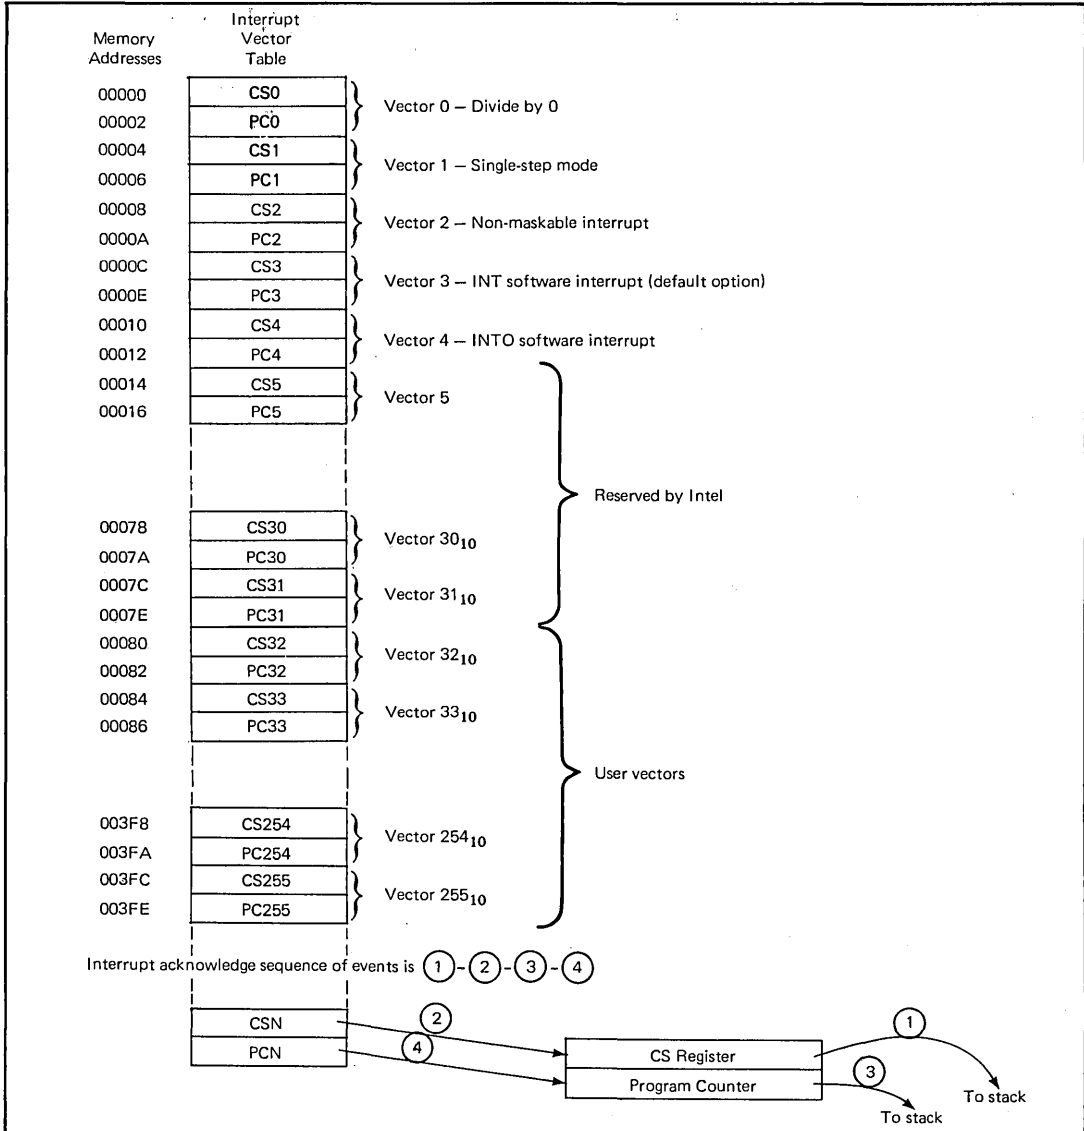 Interrupt
Memory Vector
Addresses Table
00000 CS0
Vector 0 – Divide by 0
00002 PC0
00004 CS1
Vector 1 – Single-step mode
00006 PC1
00008 CS2
Vector 2 – Non-maskable interrupt
0000A PC2
0000C CS3
Vector 3 – INT software interrupt (default option)
0000E PC3
00010 CS4
Vector 4 – INTO software interrupt
00012 PC4
00014 CS5
Vector 5
00016 PC5
Reserved by Intel
00078 CS30
Vector 30₁₀
0007A PC30
0007C CS31
Vector 31₁₀
0007E PC31
00080 CS32
Vector 32₁₀
00082 PC32
00084 CS33
Vector 33₁₀
00086 PC33
User vectors
003F8 CS254
Vector 254₁₀
003FA PC254
003FC CS255
Vector 255₁₀
003FE PC255
Interrupt acknowledge sequence of events is 1 - 2 - 3 - 4
CSN 2 1
PCN 4 CS Register
Program Counter 3
To stack
To stack